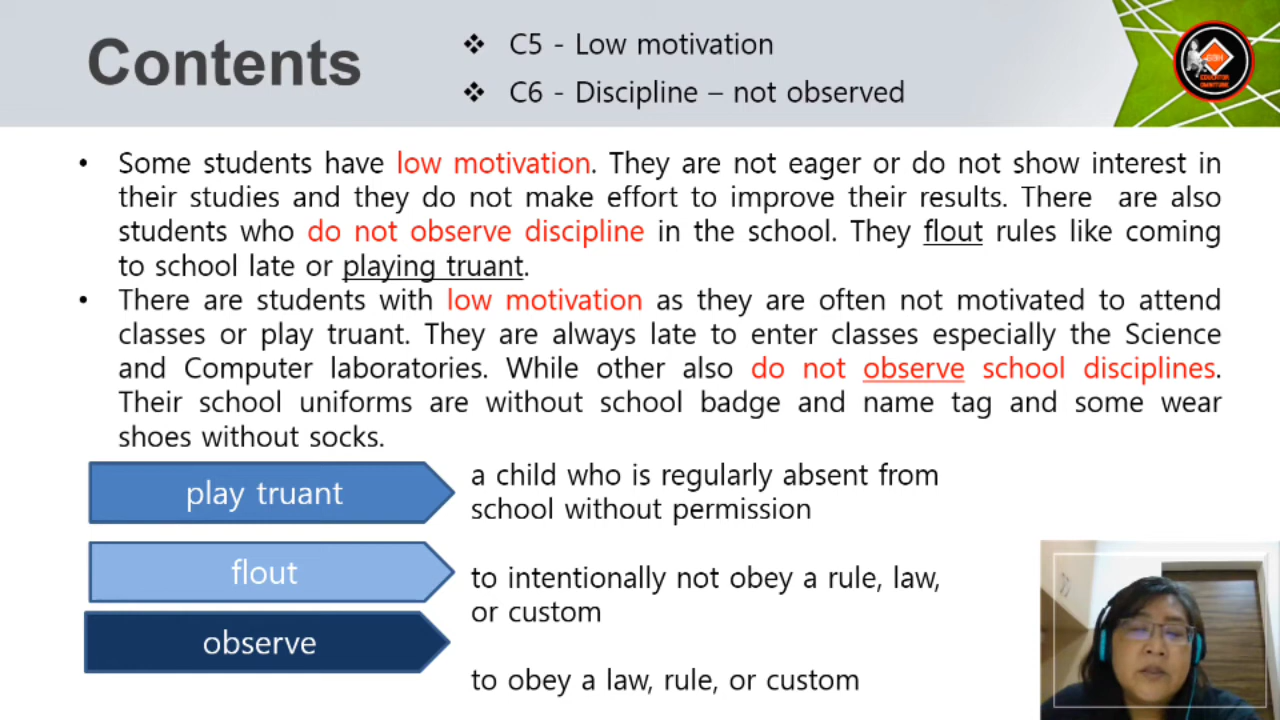 Contents
❖ C5 - Low motivation
❖ C6 - Discipline – not observed
• Some students have low motivation. They are not eager or do not show interest in
their studies and they do not make effort to improve their results. There are also
students who do not observe discipline in the school. They flout rules like coming
to school late or playing truant.
• There are students with low motivation as they are often not motivated to attend
classes or play truant. They are always late to enter classes especially the Science
and Computer laboratories. While other also do not observe school disciplines.
Their school uniforms are without school badge and name tag and some wear
shoes without socks.
play truant
a child who is regularly absent from
school without permission
flout
to intentionally not obey a rule, law,
or custom
observe
to obey a law, rule, or custom